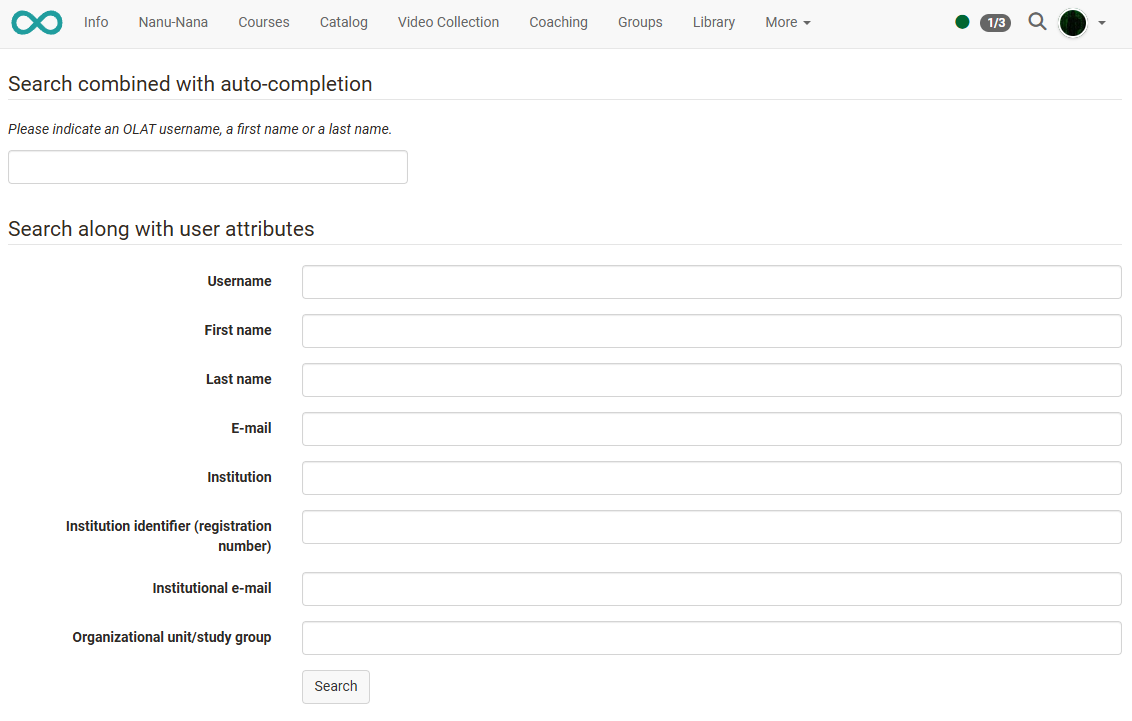 Info Nanu-Nana Courses Catalog Video Collection Coaching Groups Library More 1/3
Search combined with auto-completion
Please indicate an OLAT username, a first name or a last name.
Search along with user attributes
Username
First name
Last name
E-mail
Institution
Institution identifier (registration
number)
Institutional e-mail
Organizational unit/study group
Search